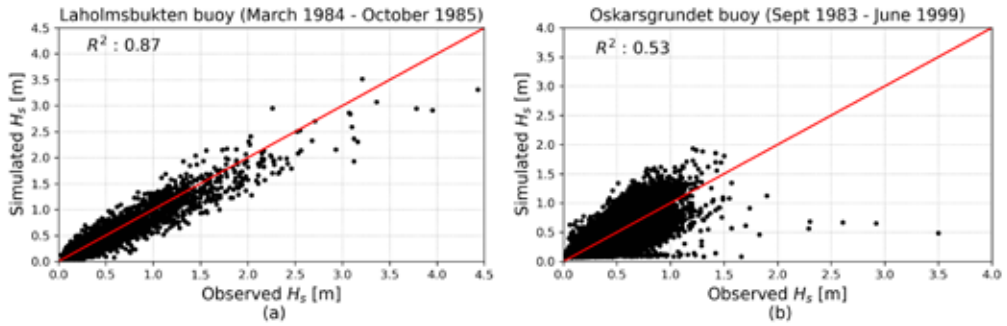 Laholmsbukten buoy (March 1984 - October 1985)
R² : 0.87
Simulated Hₛ [m]
4.5
4.0
3.5
3.0
2.5
2.0
1.5
1.0
0.5
0.0
0.0 0.5 1.0 1.5 2.0 2.5 3.0 3.5 4.0 4.5
Observed Hₛ [m]
(a)
Oskarsgrundet buoy (Sept 1983 - June 1999)
R² : 0.53
Simulated Hₛ [m]
4.0
3.5
3.0
2.5
2.0
1.5
1.0
0.5
0.0
0.0 0.5 1.0 1.5 2.0 2.5 3.0 3.5 4.0
Observed Hₛ [m]
(b)